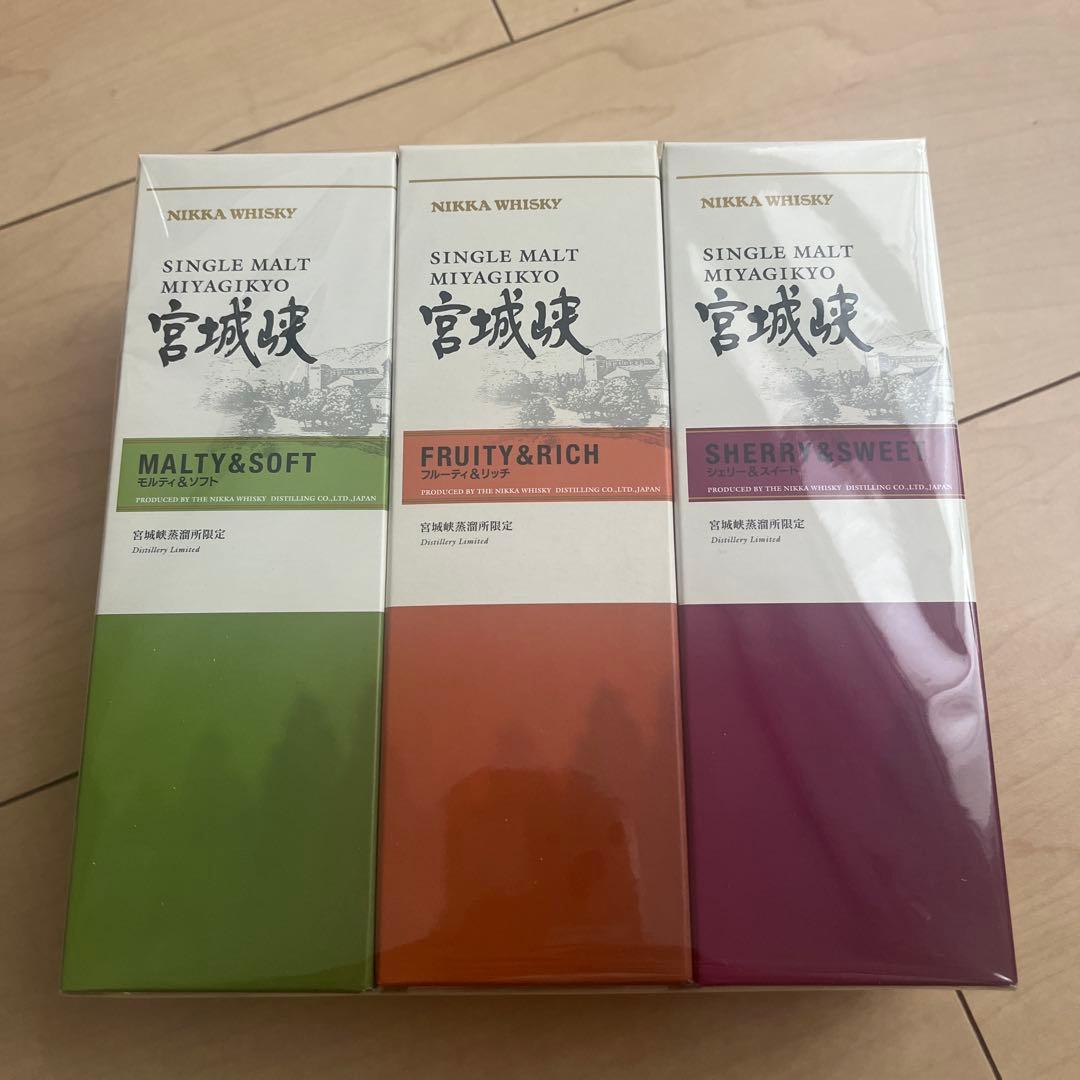 NIKKA WHISKY
SINGLE MALT
MIYAGIKYO
宮城峡
MALTY&SOFT
モルティ&ソフト
PRODUCED BY THE NIKKA WHISKY DISTILLING CO.,LTD.,JAPAN
宮城峡蒸溜所限定
Distillery Limited
NIKKA WHISKY
SINGLE MALT
MIYAGIKYO
宮城峡
FRUITY&RICH
フルーティ&リッチ
PRODUCED BY THE NIKKA WHISKY DISTILLING CO.,LTD.,JAPAN
宮城峡蒸溜所限定
Distillery Limited
NIKKA WHISKY
SINGLE MALT
MIYAGIKYO
宮城峡
SHERRY&SWEET
シェリー&スイート
PRODUCED BY THE NIKKA WHISKY DISTILLING CO.,LTD.,JAPAN
宮城峡蒸溜所限定
Distillery Limited